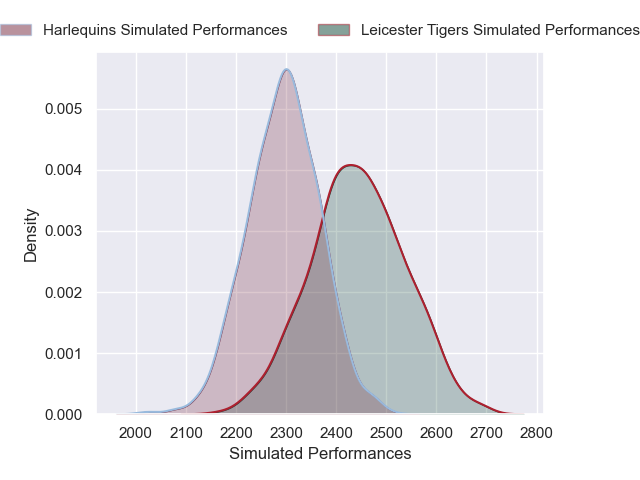 Harlequins Simulated Performances
Leicester Tigers Simulated Performances
0.005
0.004
0.003
0.002
0.001
0.000
Density
2000 2100 2200 2300 2400 2500 2600 2700 2800
Simulated Performances